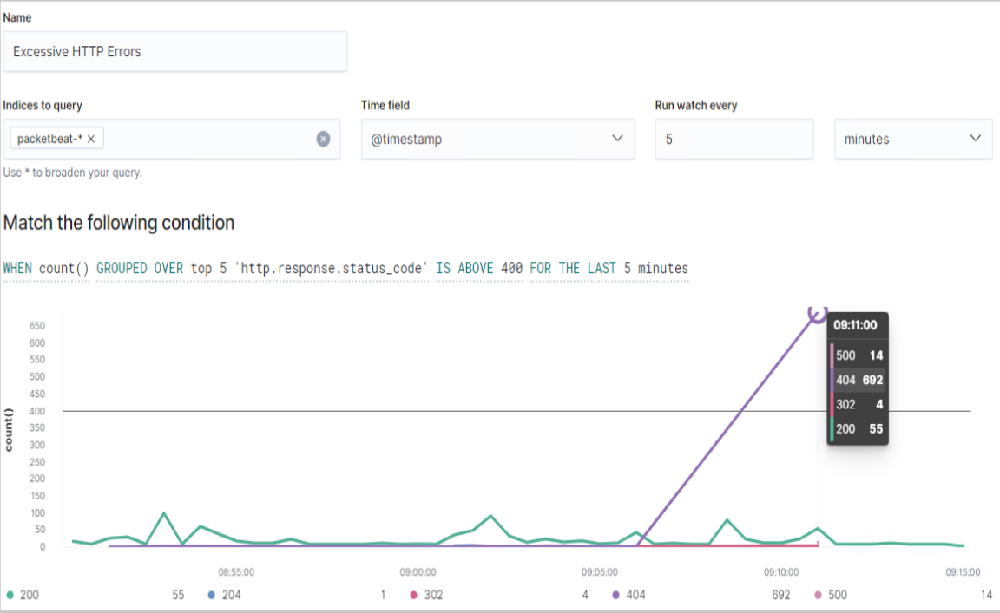 Name
Excessive HTTP Errors
Indices to query Time field Run watch every
packetbeat-* × @timestamp 5 minutes
Use * to broaden your query.
Match the following condition
WHEN count() GROUPED OVER top 5 'http.response.status_code' IS ABOVE 400 FOR THE LAST 5 minutes
count()
650
600
550
500
450
400
350
300
250
200
150
100
50
0
09:11:00
500 14
404 692
302 4
200 55
08:55:00 09:00:00 09:05:00 09:10:00 09:15:00
200 55 204 1 302 4 404 692 500 14